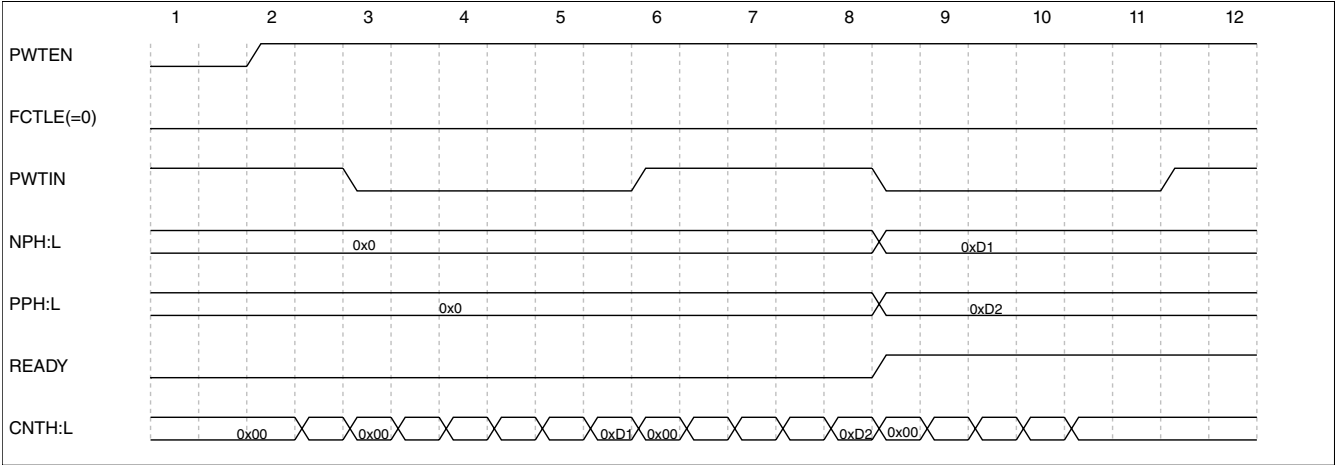 1 2 3 4 5 6 7 8 9 10 11 12
PWTEN
FCTLE(=0)
PWTIN
NPH:L 0x0 0xD1
PPH:L 0x0 0xD2
READY
CNTH:L 0x00 0x00 0xD1 0x00 0xD2 0x00